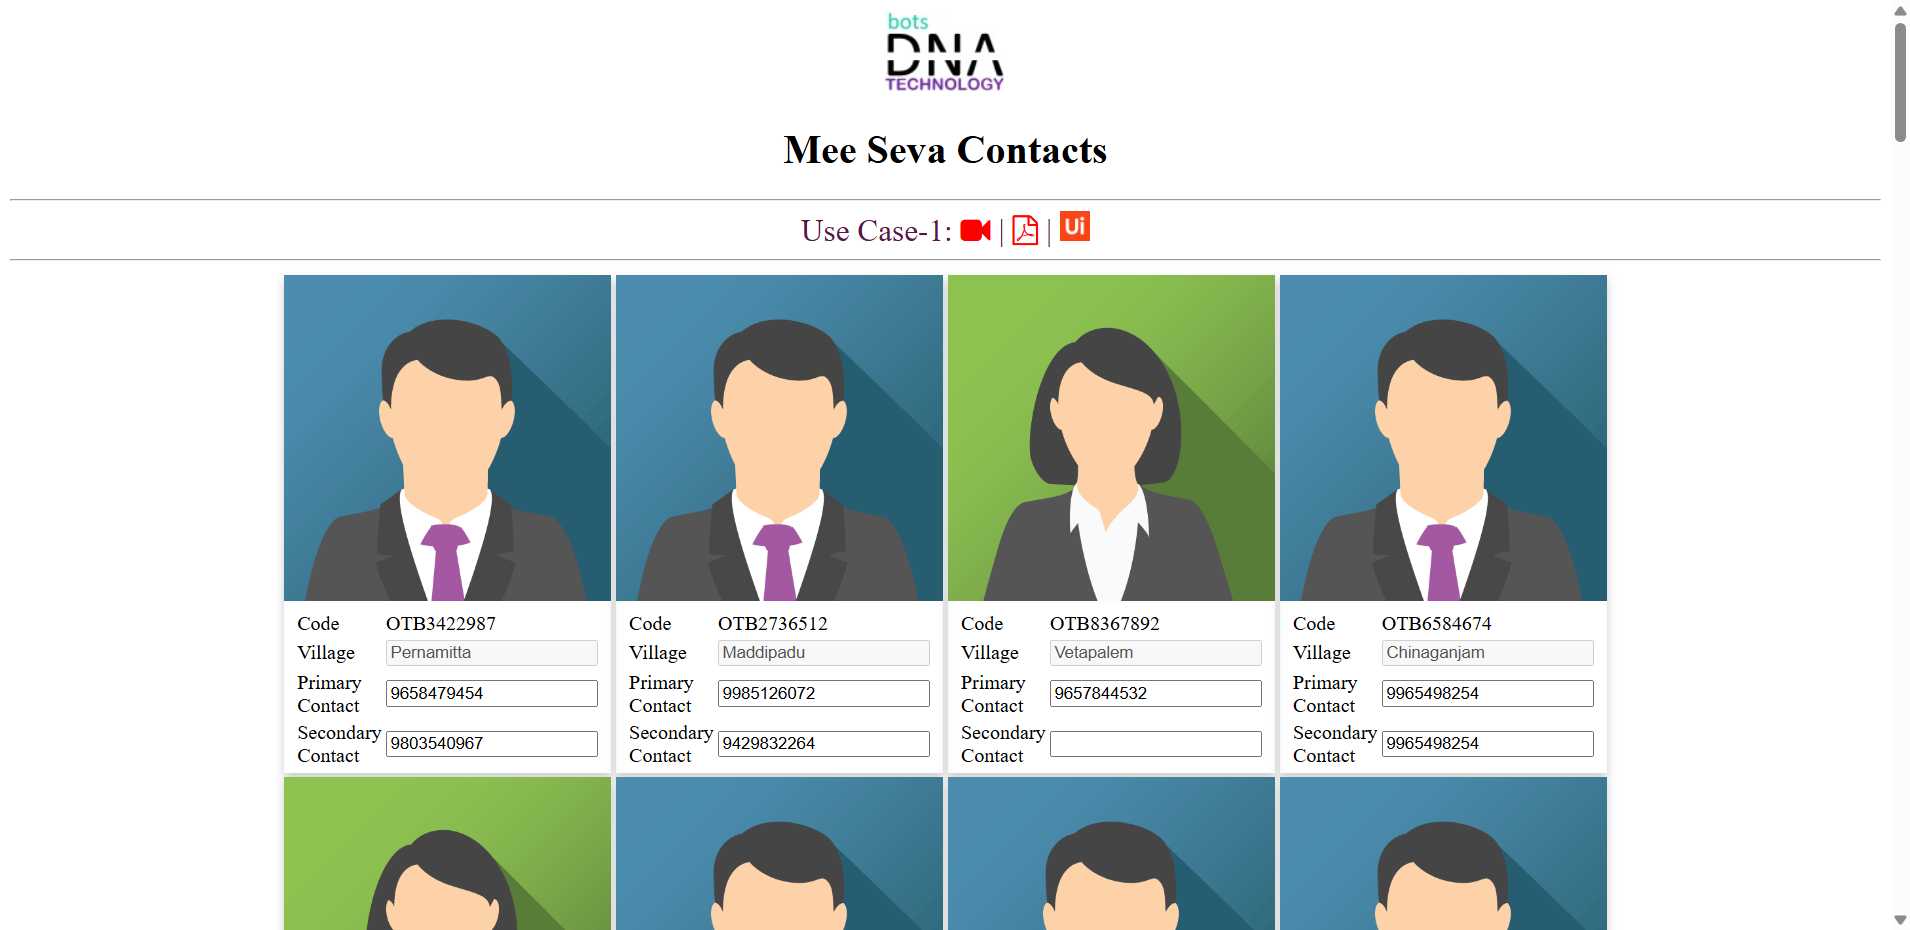 bots
DNA
TECHNOLOGY
Mee Seva Contacts
Use Case-1: | | Ui
Code OTB3422987
Village Pernamitta
Primary Contact 9658479454
Secondary Contact 9803540967
Code OTB2736512
Village Maddipadu
Primary Contact 9985126072
Secondary Contact 9429832264
Code OTB8367892
Village Vetapalem
Primary Contact 9657844532
Secondary Contact
Code OTB6584674
Village Chinaganjam
Primary Contact 9965498254
Secondary Contact 9965498254